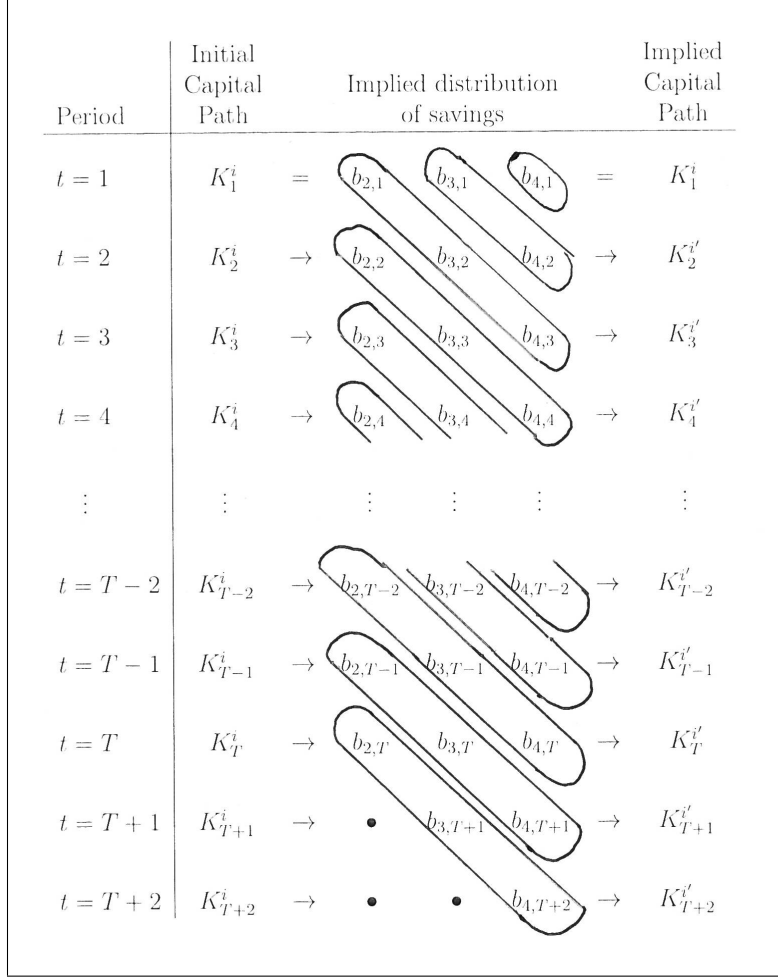 Initial Implied
Capital Implied distribution Capital
Period Path of savings Path
t = 1 K_1^i = b_{2,1} b_{3,1} b_{4,1} = K_1^i
t = 2 K_2^i → b_{2,2} b_{3,2} b_{4,2} → K_2^{i'}
t = 3 K_3^i → b_{2,3} b_{3,3} b_{4,3} → K_3^{i'}
t = 4 K_4^i → b_{2,4} b_{3,4} b_{4,4} → K_4^{i'}
⋮ ⋮ ⋮ ⋮ ⋮ ⋮
t = T − 2 K_{T−2}^i → b_{2,T−2} b_{3,T−2} b_{4,T−2} → K_{T−2}^{i'}
t = T − 1 K_{T−1}^i → b_{2,T−1} b_{3,T−1} b_{4,T−1} → K_{T−1}^{i'}
t = T K_T^i → b_{2,T} b_{3,T} b_{4,T} → K_T^{i'}
t = T + 1 K_{T+1}^i → • b_{3,T+1} b_{4,T+1} → K_{T+1}^{i'}
t = T + 2 K_{T+2}^i → • • b_{4,T+2} → K_{T+2}^{i'}